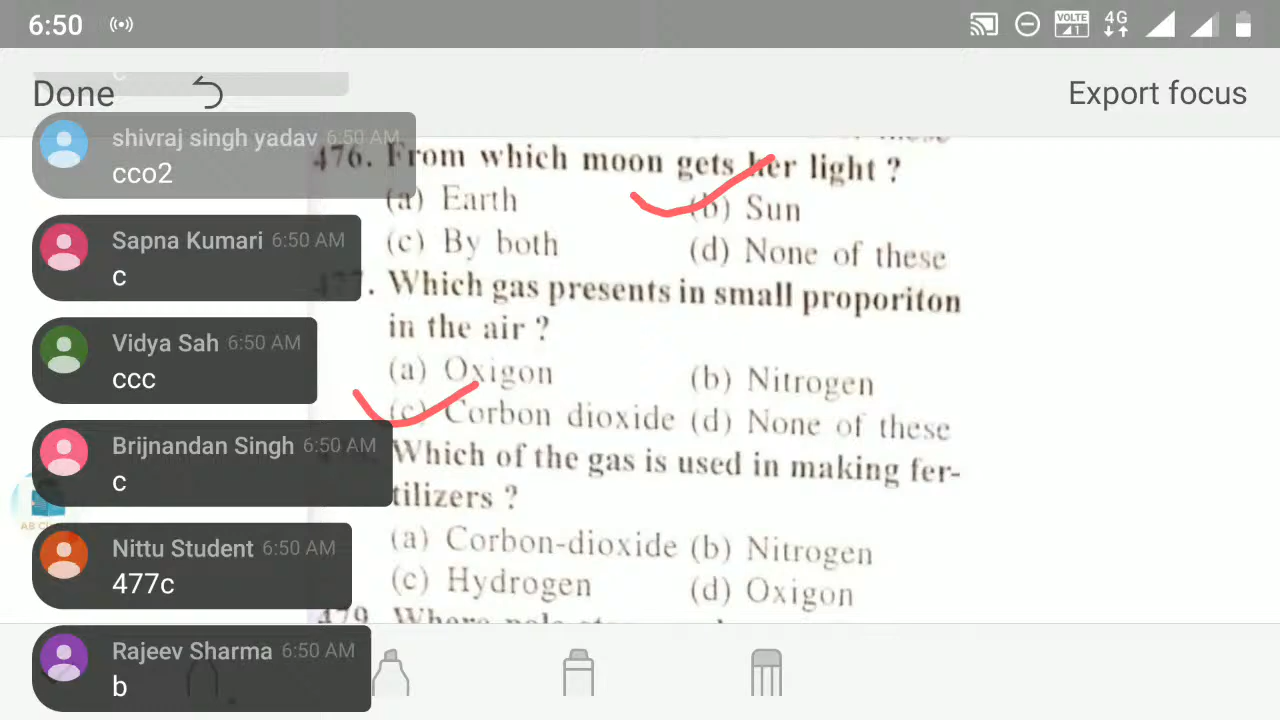 6:50
VOLTE
1
4G
Done
Export focus
c
shivraj singh yadav 6:50 AM
cco2
Sapna Kumari 6:50 AM
c
Vidya Sah 6:50 AM
ccc
Brijnandan Singh 6:50 AM
c
Nittu Student 6:50 AM
477c
Rajeev Sharma 6:50 AM
b
476. From which moon gets her light ?
(a) Earth (b) Sun
(c) By both (d) None of these
Which gas presents in small proporiton
in the air ?
(a) Oxigon (b) Nitrogen
(c) Corbon dioxide (d) None of these
Which of the gas is used in making fer-
tilizers ?
(a) Corbon-dioxide (b) Nitrogen
(c) Hydrogen (d) Oxigon
479. Where pole